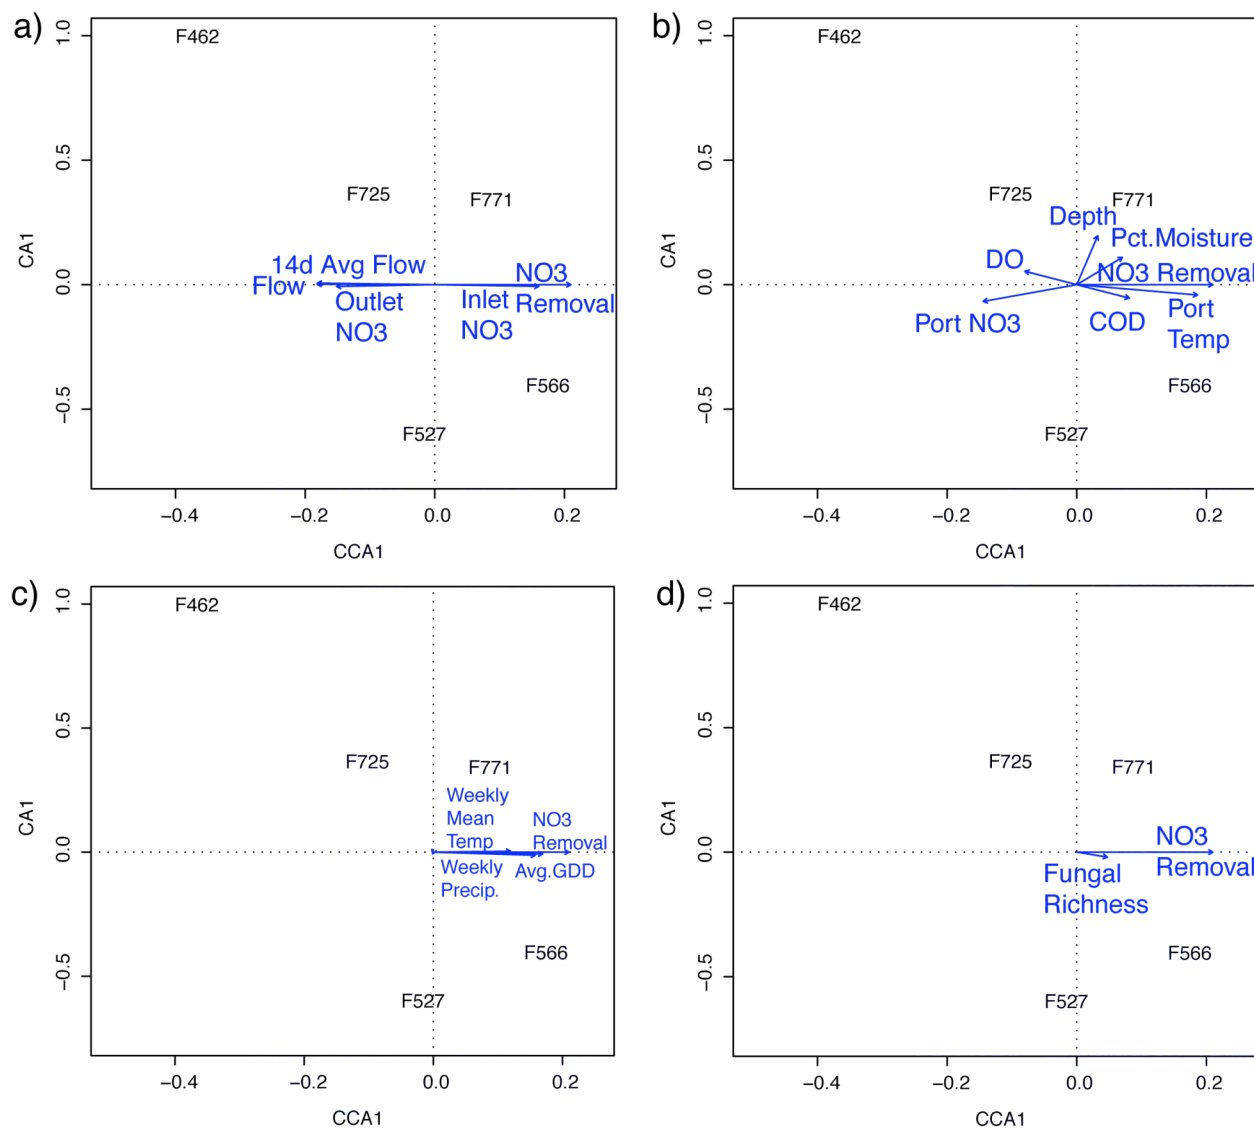 a)
1.0
0.5
0.0
−0.5
CA1
F462
F725
F771
14d Avg Flow
Flow
Outlet
NO3
Inlet
NO3
NO3
Removal
F566
F527
−0.4
−0.2
0.0
0.2
CCA1
b)
1.0
0.5
0.0
−0.5
CA1
F462
F725
F771
Depth
Pct.Moisture
DO
NO3 Removal
Port NO3
COD
Port
Temp
F566
F527
−0.4
−0.2
0.0
0.2
CCA1
c)
1.0
0.5
0.0
−0.5
CA1
F462
F725
F771
Weekly
Mean
Temp
NO3
Removal
Weekly
Precip.
Avg.GDD
F566
F527
−0.4
−0.2
0.0
0.2
CCA1
d)
1.0
0.5
0.0
−0.5
CA1
F462
F725
F771
NO3
Removal
Fungal
Richness
F566
F527
−0.4
−0.2
0.0
0.2
CCA1